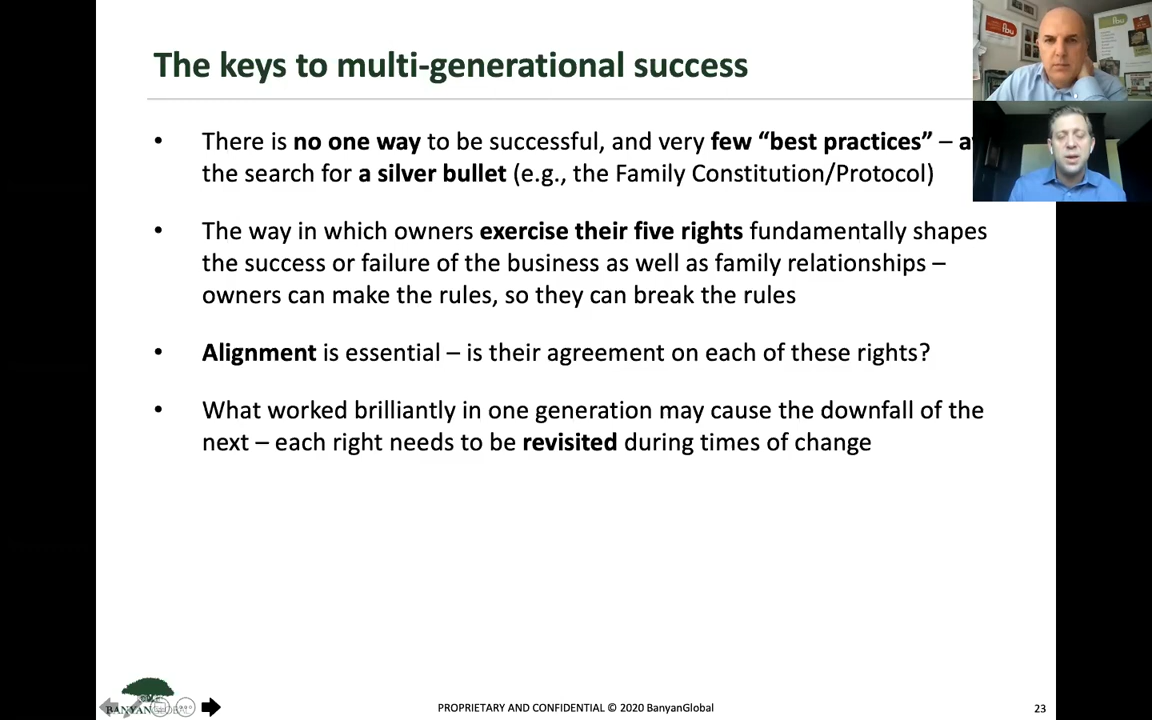 The keys to multi-generational success
• There is no one way to be successful, and very few “best practices” –
the search for a silver bullet (e.g., the Family Constitution/Protocol)
• The way in which owners exercise their five rights fundamentally shapes
the success or failure of the business as well as family relationships –
owners can make the rules, so they can break the rules
• Alignment is essential – is their agreement on each of these rights?
• What worked brilliantly in one generation may cause the downfall of the
next – each right needs to be revisited during times of change
PROPRIETARY AND CONFIDENTIAL © 2020 BanyanGlobal
23
fbu